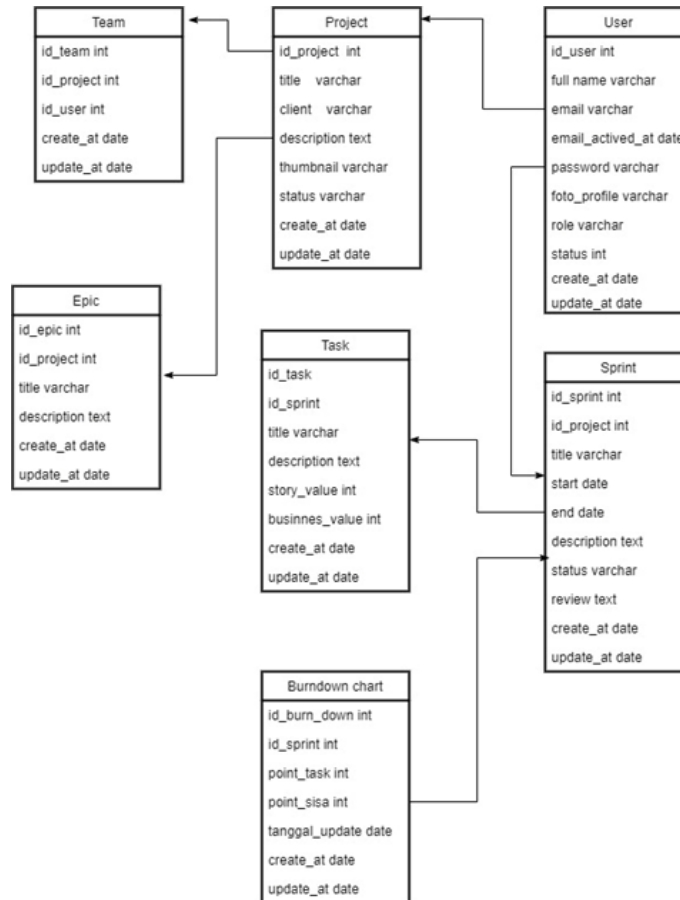 Team
id_team int
id_project int
id_user int
create_at date
update_at date
Project
id_project int
title varchar
client varchar
description text
thumbnail varchar
status varchar
create_at date
update_at date
User
id_user int
full name varchar
email varchar
email_actived_at date
password varchar
foto_profile varchar
role varchar
status int
create_at date
update_at date
Epic
id_epic int
id_project int
title varchar
description text
create_at date
update_at date
Task
id_task
id_sprint
title varchar
description text
story_value int
businnes_value int
create_at date
update_at date
Sprint
id_sprint int
id_project int
title varchar
start date
end date
description text
status varchar
review text
create_at date
update_at date
Burndown chart
id_burn_down int
id_sprint int
point_task int
point_sisa int
tanggal_update date
create_at date
update_at date